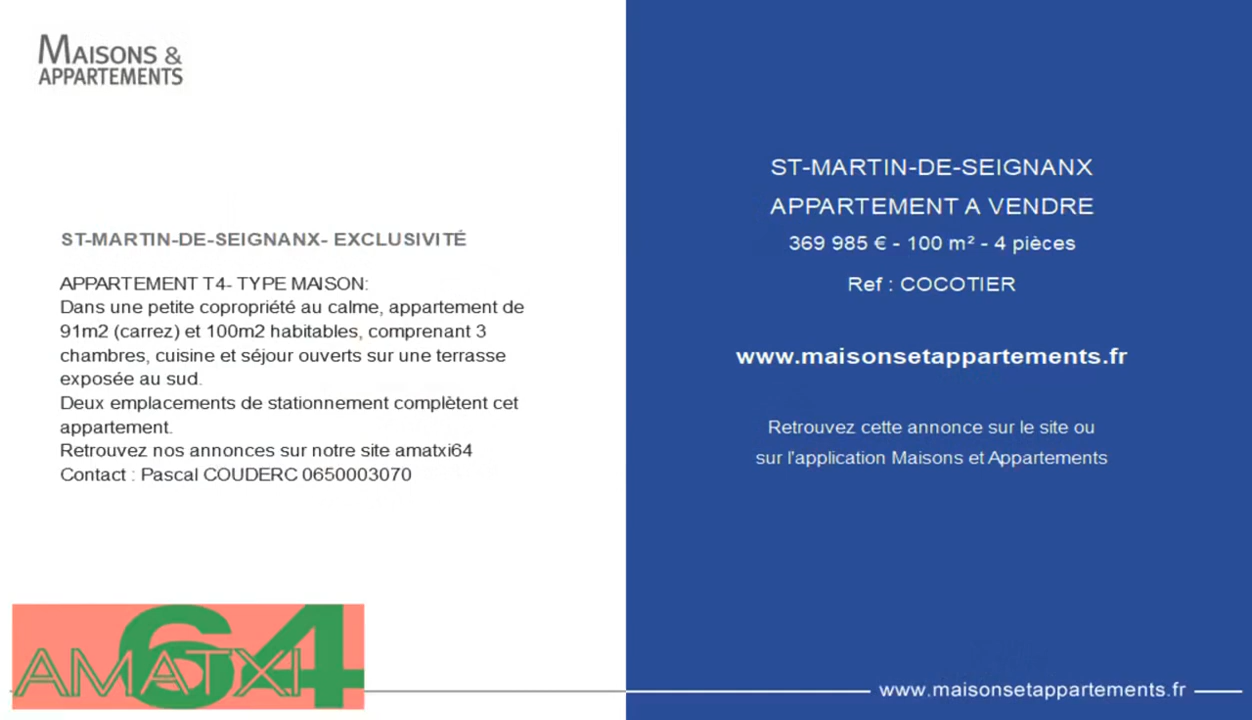 MAISONS &
APPARTEMENTS
ST-MARTIN-DE-SEIGNANX- EXCLUSIVITÉ
APPARTEMENT T4- TYPE MAISON:
Dans une petite copropriété au calme, appartement de
91m2 (carrez) et 100m2 habitables, comprenant 3
chambres, cuisine et séjour ouverts sur une terrasse
exposée au sud.
Deux emplacements de stationnement complètent cet
appartement.
Retrouvez nos annonces sur notre site amatxi64
Contact : Pascal COUDERC 0650003070
AMATXI 64
ST-MARTIN-DE-SEIGNANX
APPARTEMENT A VENDRE
369 985 € - 100 m² - 4 pièces
Ref : COCOTIER
www.maisonsetappartements.fr
Retrouvez cette annonce sur le site ou
sur l'application Maisons et Appartements
www.maisonsetappartements.fr